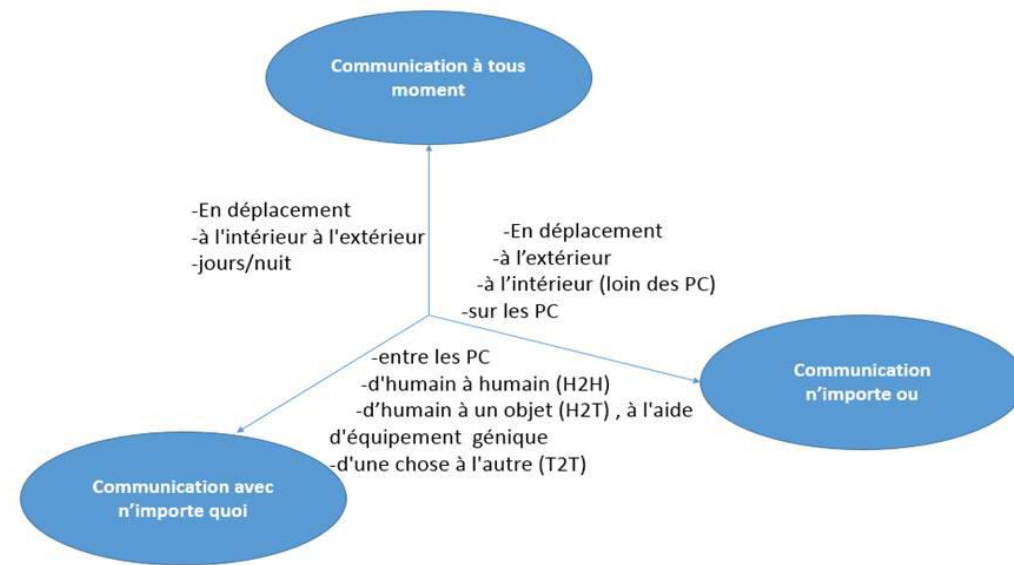 Communication à tous
moment
-En déplacement
-à l'intérieur à l'extérieur
-jours/nuit
-En déplacement
-à l’extérieur
-à l’intérieur (loin des PC)
-sur les PC
-entre les PC
-d'humain à humain (H2H)
-d’humain à un objet (H2T) , à l'aide
d'équipement génique
-d'une chose à l'autre (T2T)
Communication
n’importe ou
Communication avec
n’importe quoi